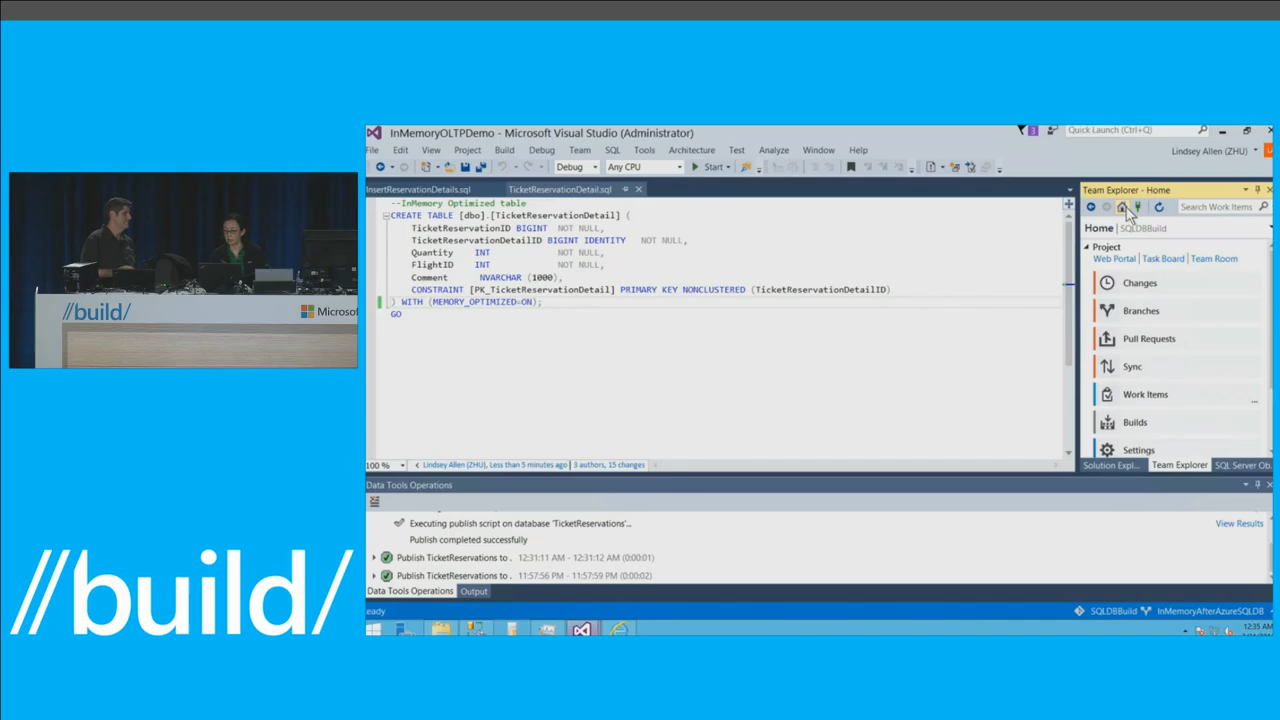 InMemoryOLTPDemo - Microsoft Visual Studio (Administrator)
3
Quick Launch (Ctrl+Q)
File Edit View Project Build Debug Team SQL Tools Architecture Test Analyze Window Help
Lindsey Allen (ZHU)
Debug Any CPU Start
InsertReservationDetails.sql TicketReservationDetail.sql
--InMemory Optimized table
CREATE TABLE [dbo].[TicketReservationDetail] (
TicketReservationID BIGINT NOT NULL,
TicketReservationDetailID BIGINT IDENTITY NOT NULL,
Quantity INT NOT NULL,
FlightID INT NOT NULL,
Comment NVARCHAR (1000),
CONSTRAINT [PK_TicketReservationDetail] PRIMARY KEY NONCLUSTERED (TicketReservationDetailID)
) WITH (MEMORY_OPTIMIZED=ON);
GO
100 %
Lindsey Allen (ZHU), Less than 5 minutes ago | 3 authors, 15 changes
Team Explorer - Home
Search Work Items
Home | SQLDBBuild
Project
Web Portal | Task Board | Team Room
Changes
Branches
Pull Requests
Sync
Work Items
Builds
Settings
Solution Expl... Team Explorer SQL Server Ob...
Data Tools Operations
Executing publish script on database 'TicketReservations'...
View Results
Publish completed successfully
Publish TicketReservations to . 12:31:11 AM - 12:31:12 AM (0:00:01)
Publish TicketReservations to . 11:57:56 PM - 11:57:59 PM (0:00:02)
Data Tools Operations Output
eady
SQLDBBuild InMemoryAfterAzureSQLDB
12:35 AM
//build/
Microsof
//build/